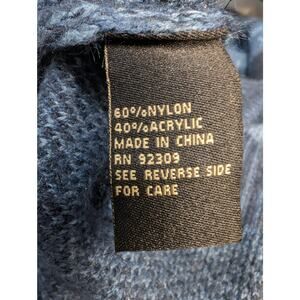 60%NYLON
40%ACRYLIC
MADE IN CHINA
RN 92309
SEE REVERSE SIDE
FOR CARE